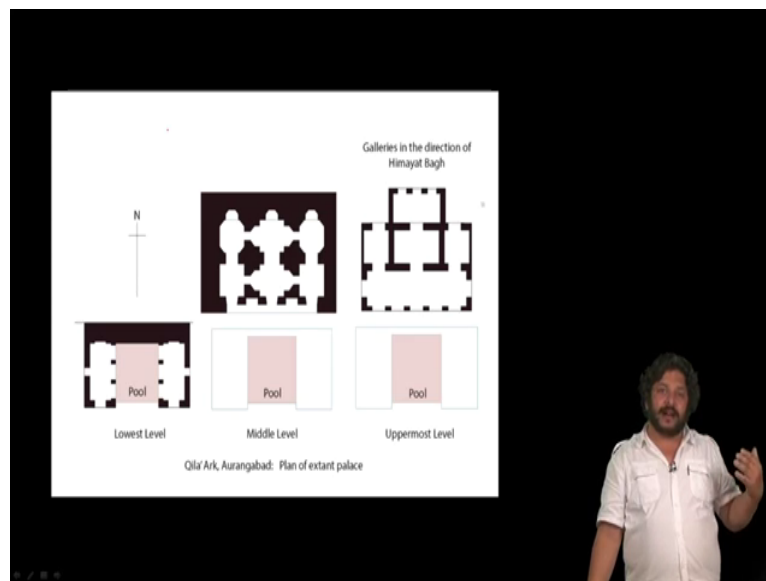 Galleries in the direction of
Himayat Bagh
N
Pool
Pool
Pool
Lowest Level
Middle Level
Uppermost Level
Qila' Ark, Aurangabad: Plan of extant palace